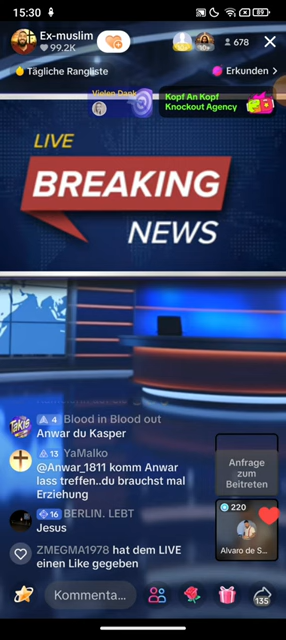 15:30
89
Ex-muslim
99.2K
10+
678
Tägliche Rangliste
Erkunden
Vielen Dank
Kopf An Kopf
Knockout Agency
LIVE
BREAKING
NEWS
4 Blood in Blood out
Anwar du Kasper
13 YaMalko
@Anwar_1811 komm Anwar
lass treffen..du brauchst mal
Erziehung
16 BERLIN. LEBT
Jesus
ZMEGMA1978 hat dem LIVE
einen Like gegeben
Anfrage
zum
Beitreten
220
Alvaro de S...
Kommenta...
135